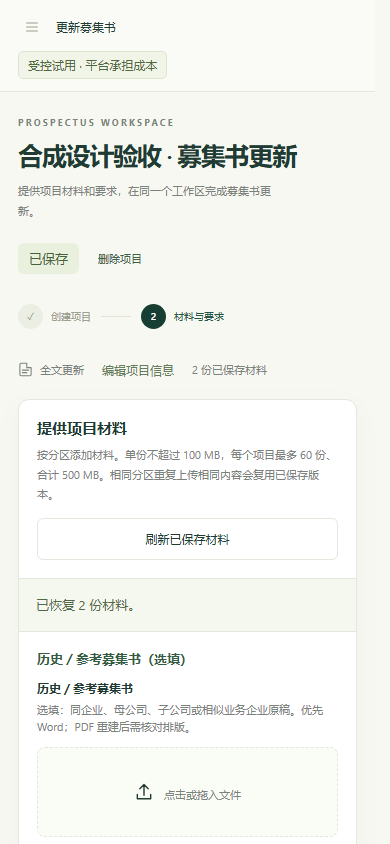 更新募集书
受控试用 · 平台承担成本
PROSPECTUS WORKSPACE
合成设计验收 · 募集书更新
提供项目材料和要求，在同一个工作区完成募集书更
新。
已保存 删除项目
✓ 创建项目 2 材料与要求
全文更新 编辑项目信息 2 份已保存材料
提供项目材料
按分区添加材料。单份不超过 100 MB，每个项目最多 60 份、
合计 500 MB。相同分区重复上传相同内容会复用已保存版
本。
刷新已保存材料
已恢复 2 份材料。
历史 / 参考募集书（选填）
历史 / 参考募集书
选填：同企业、母公司、子公司或相似业务企业原稿。优先
Word；PDF 重建后需核对排版。
点击或拖入文件